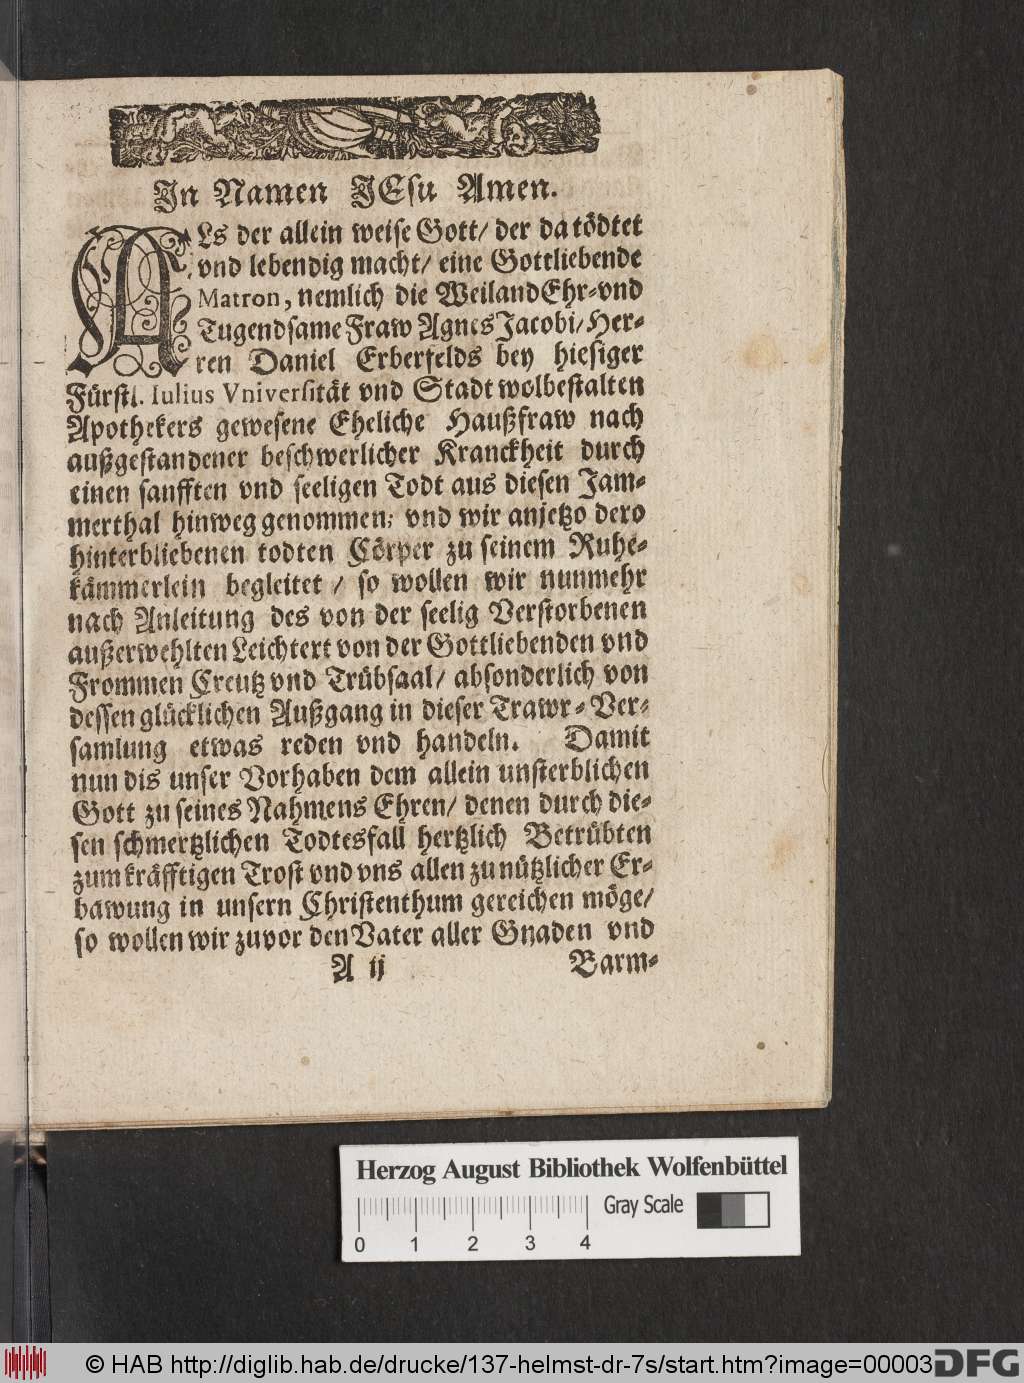 In Namen JEsu Amen.
ALs der allein weise Gott/ der da tödtet
vnd lebendig macht/ eine Gottliebende
Matron, nemlich die Weiland Ehr-vnd
Tugendsame Fraw Agnes Jacobi/ Her-
ren Daniel Erberfelds bey hiesiger
Fürstl. Iulius Vniversität vnd Stadt wolbestalten
Apothekers gewesene Eheliche Haußfraw nach
außgestandener beschwerlicher Kranckheit durch
einen sanfften vnd seeligen Todt aus diesen Jam-
merthal hinweg genommen; vnd wir anjetzo dero
hinterbliebenen todten Cörper zu seinem Ruhe-
kämmerlein begleitet / so wollen wir nunmehr
nach Anleitung des von der seelig Verstorbenen
außerwehlten Leichtert von der Gottliebenden vnd
Frommen Creutz vnd Trübsaal/ absonderlich von
dessen glücklichen Außgang in dieser Trawr-Ver-
samlung etwas reden vnd handeln. Damit
nun dis unser Vorhaben dem allein unsterblichen
Gott zu seines Nahmens Ehren/ denen durch die-
sen schmertzlichen Todtesfall hertzlich Betrübten
zum kräfftigen Trost vnd vns allen zu nützlicher Er-
bawung in unsern Christenthum gereichen möge/
so wollen wir zuvor den Vater aller Gnaden vnd
A ij Barm-
Herzog August Bibliothek Wolfenbüttel
Gray Scale
0 1 2 3 4
© HAB http://diglib.hab.de/drucke/137-helmst-dr-7s/start.htm?image=00003
DFG